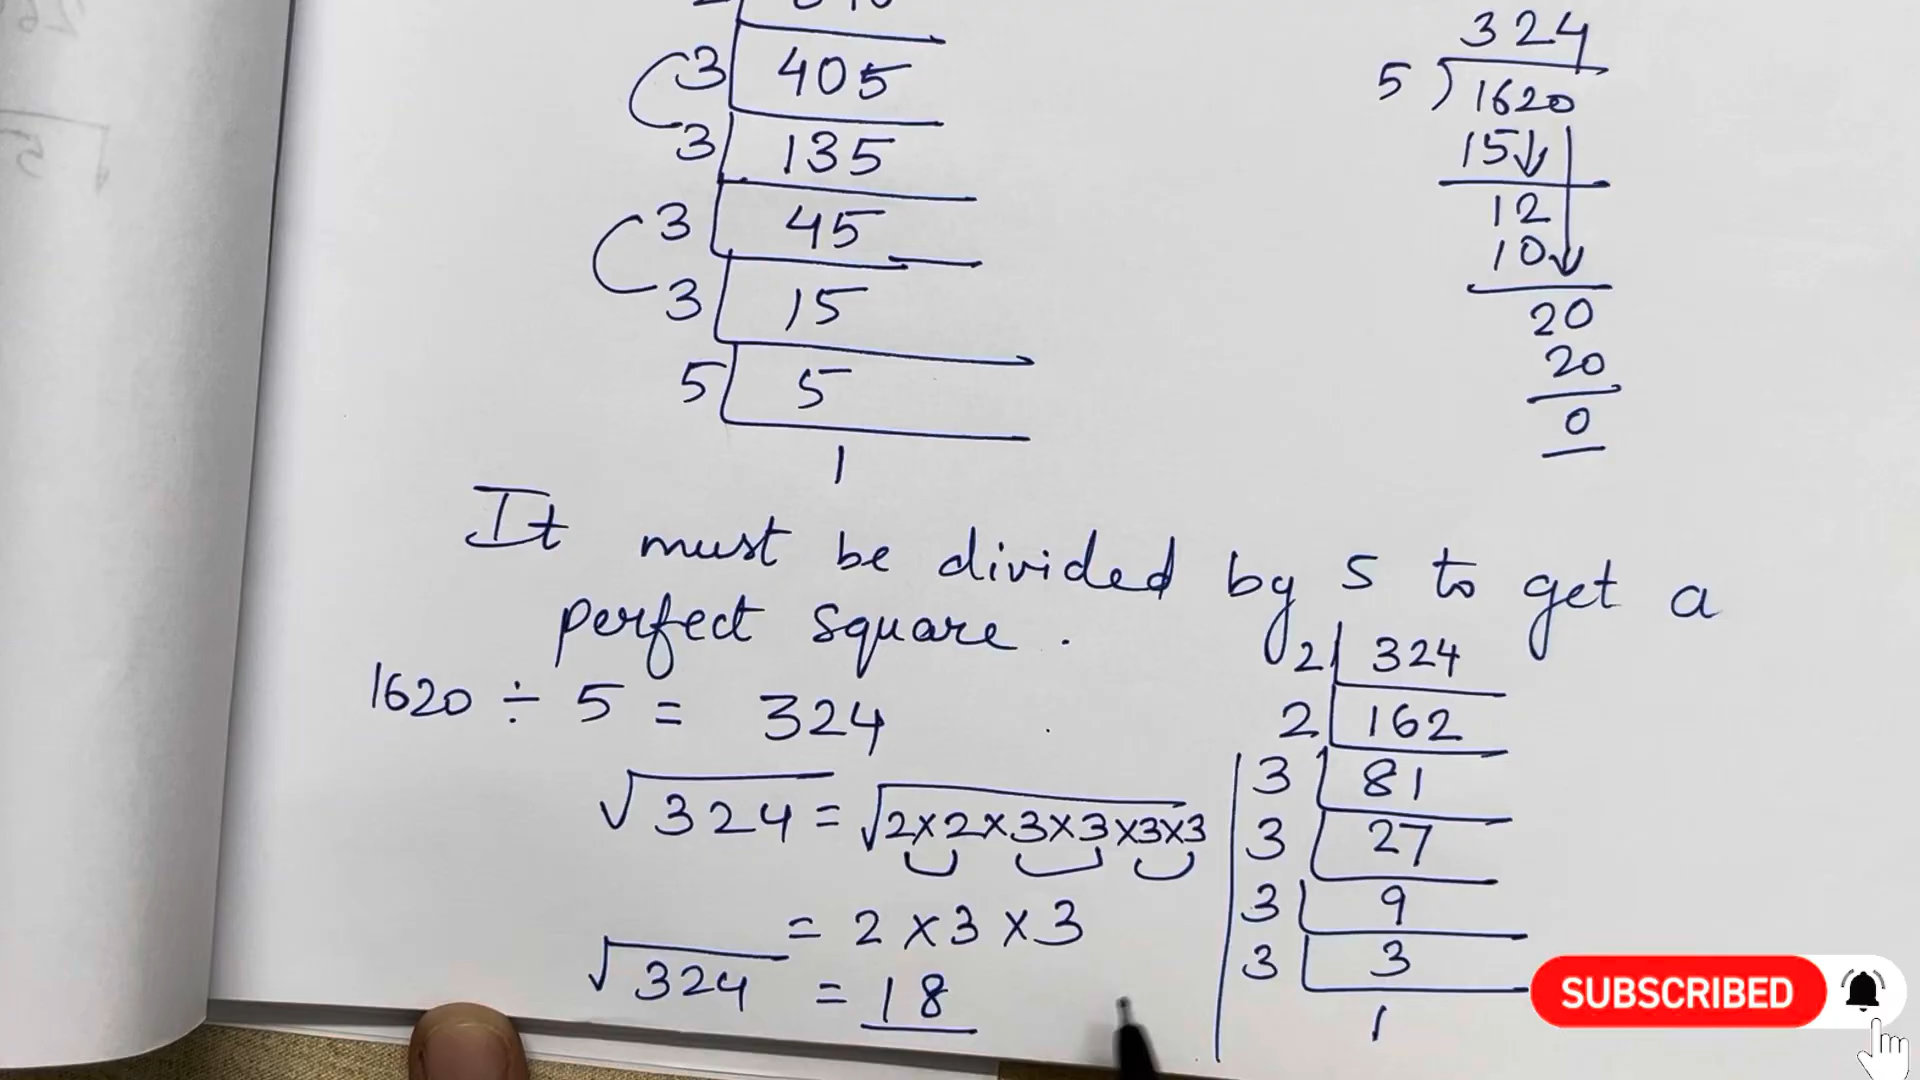 3 405
3 135
3 45
3 15
5 5
1
324
5 ) 1620
15
12
10
20
20
0
It must be divided by 5 to get a
perfect square .
1620 ÷ 5 = 324
√324 = √2×2×3×3×3×3
= 2 × 3 × 3
√324 = 18
2 324
2 162
3 81
3 27
3 9
3 3
1
SUBSCRIBED